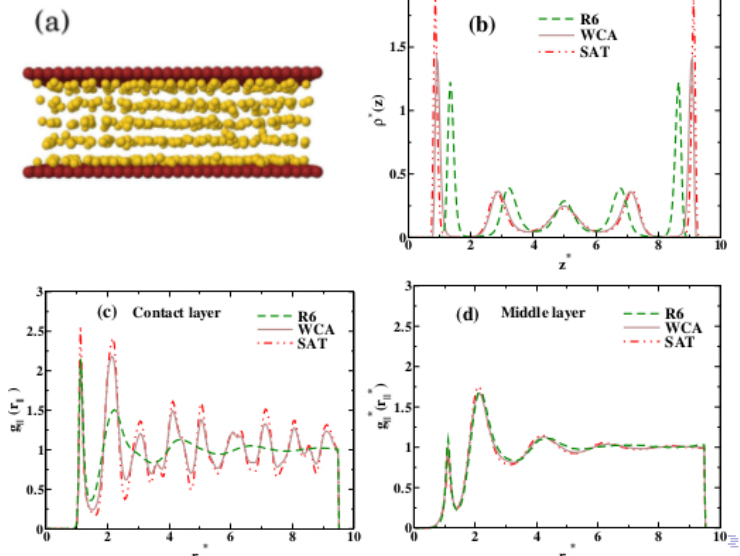 (a)
(b)
R6
WCA
SAT
1.5
1
0.5
0
ρ*(z)
0 2 4 6 8 10
z*
(c) Contact layer
R6
WCA
SAT
3
2.5
2
1.5
1
0.5
0
g||(r||)
0 2 4 6 8 10
(d)
Middle layer
R6
WCA
SAT
3
2.5
2
1.5
1
0.5
0
g||*(r||*)
0 2 4 6 8 10